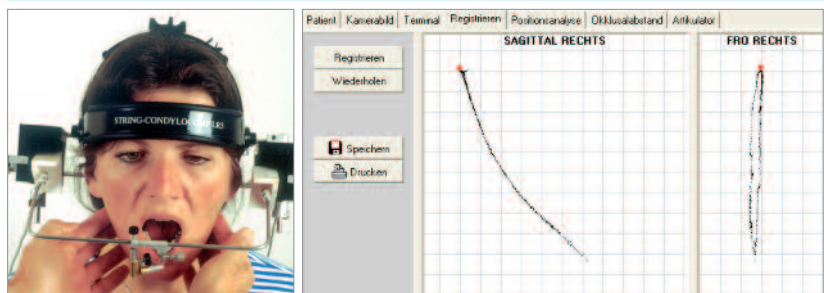 STRING-CONDYLOCOMP LR3
Patient Kamerabild Terminal Registrieren Positionsanalyse Okklusalabstand Artikulator
Registrieren
Wiederholen
Speichern
Drucken
SAGITTAL RECHTS
FRO RECHTS